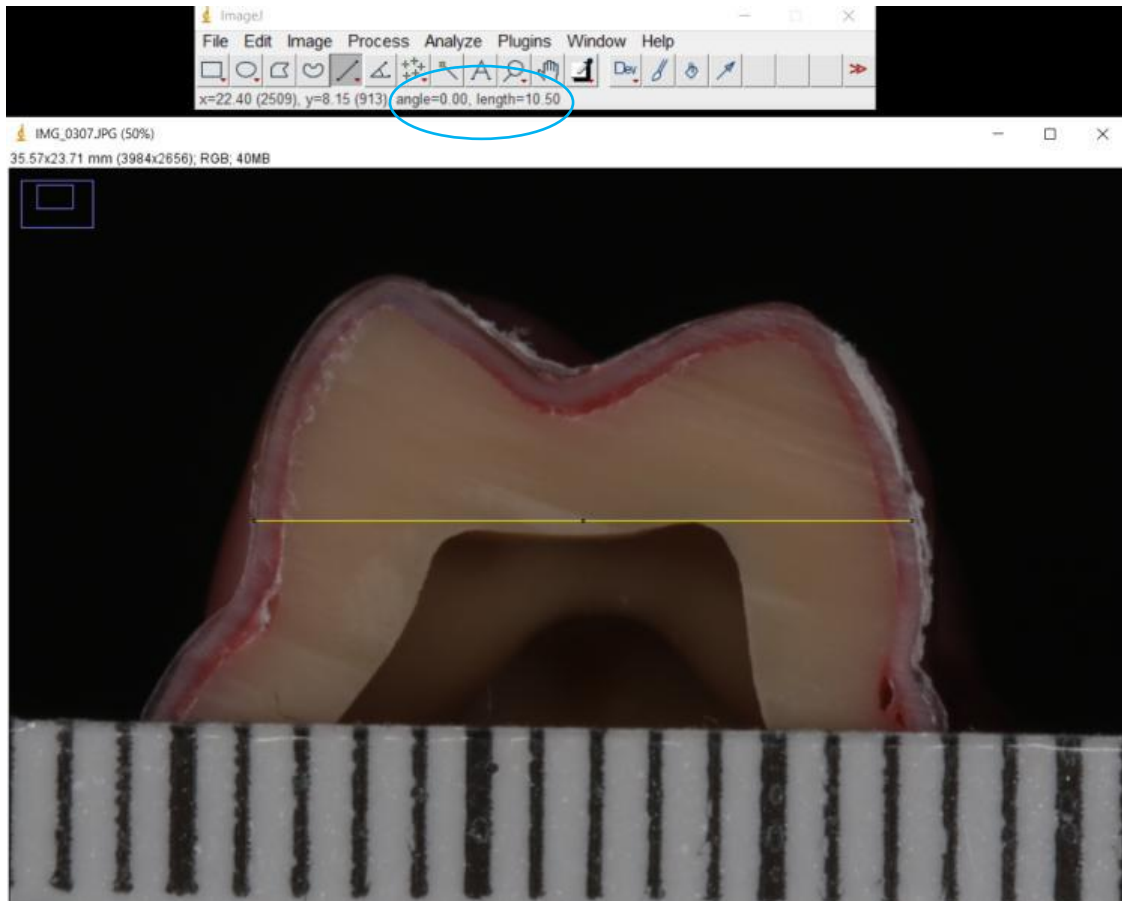 ImageJ
File Edit Image Process Analyze Plugins Window Help
A Dev
x=22.40 (2509), y=8.15 (913), angle=0.00, length=10.50
IMG_0307.JPG (50%)
35.57x23.71 mm (3984x2656); RGB; 40MB